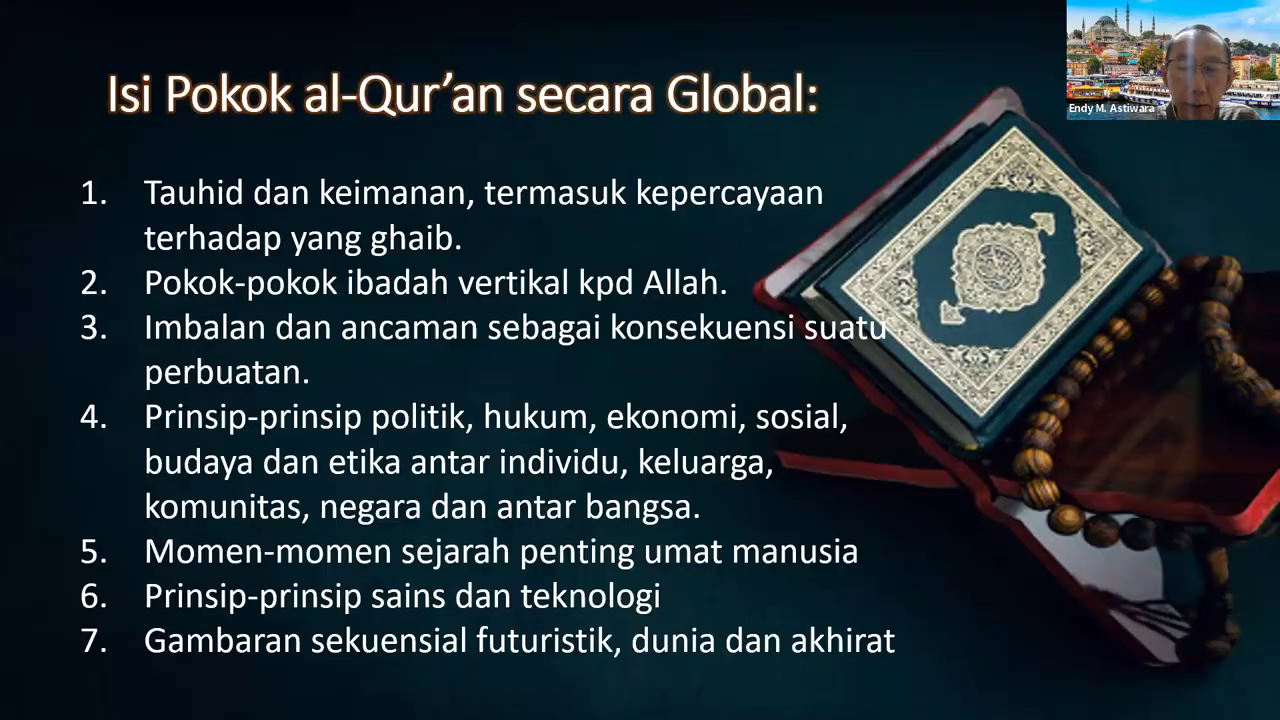 Isi Pokok al-Qur’an secara Global:
Endy M. Astiwara
1. Tauhid dan keimanan, termasuk kepercayaan
terhadap yang ghaib.
2. Pokok-pokok ibadah vertikal kpd Allah.
3. Imbalan dan ancaman sebagai konsekuensi suatu
perbuatan.
4. Prinsip-prinsip politik, hukum, ekonomi, sosial,
budaya dan etika antar individu, keluarga,
komunitas, negara dan antar bangsa.
5. Momen-momen sejarah penting umat manusia
6. Prinsip-prinsip sains dan teknologi
7. Gambaran sekuensial futuristik, dunia dan akhirat